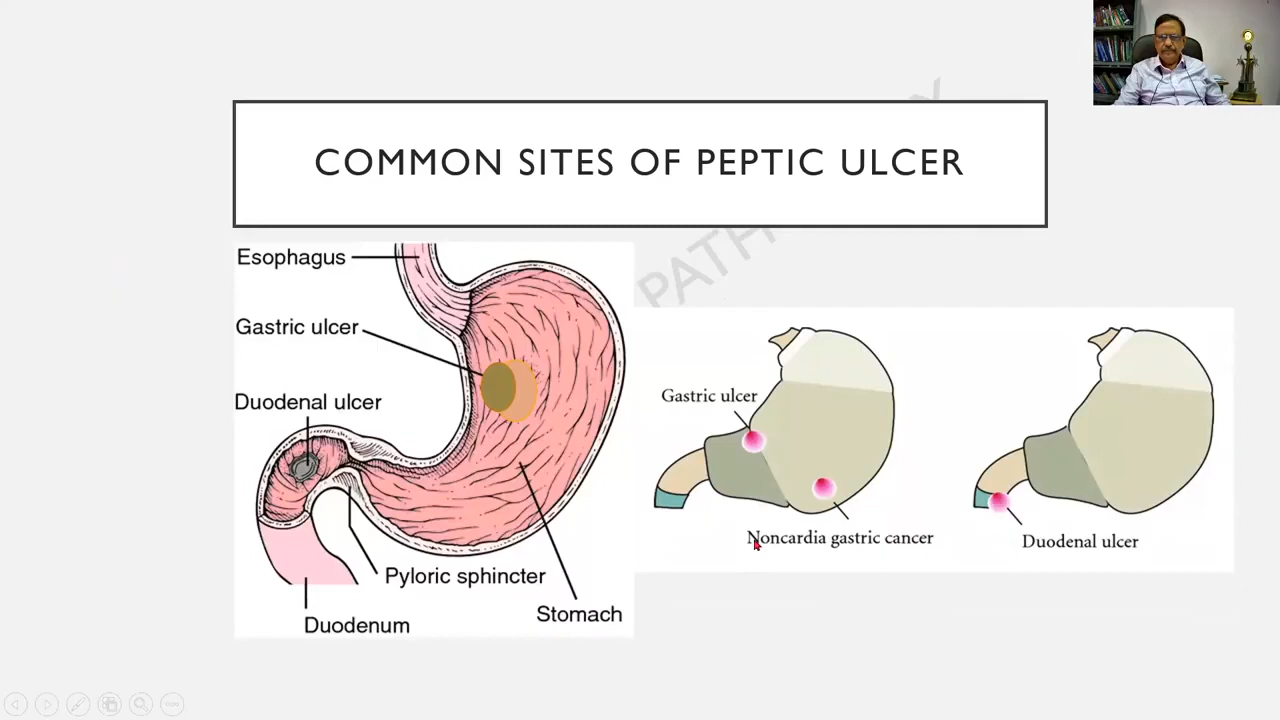 COMMON SITES OF PEPTIC ULCER
Esophagus
Gastric ulcer
Duodenal ulcer
Pyloric sphincter
Stomach
Duodenum
Gastric ulcer
Noncardia gastric cancer
Duodenal ulcer
PATH